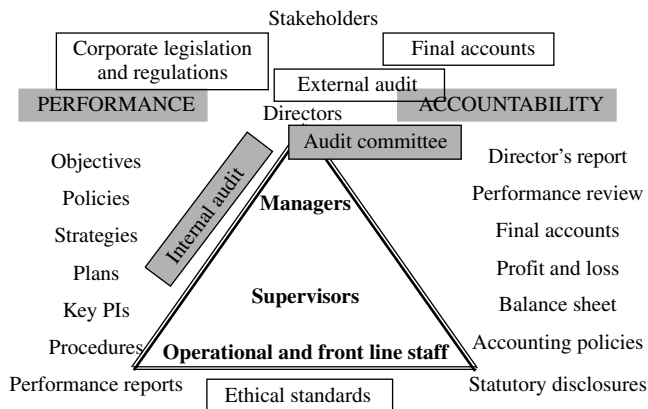 Stakeholders
Corporate legislation
and regulations
Final accounts
External audit
PERFORMANCE
ACCOUNTABILITY
Directors
Audit committee
Internal audit
Objectives
Policies
Strategies
Plans
Key PIs
Procedures
Performance reports
Managers
Supervisors
Operational and front line staff
Ethical standards
Director's report
Performance review
Final accounts
Profit and loss
Balance sheet
Accounting policies
Statutory disclosures